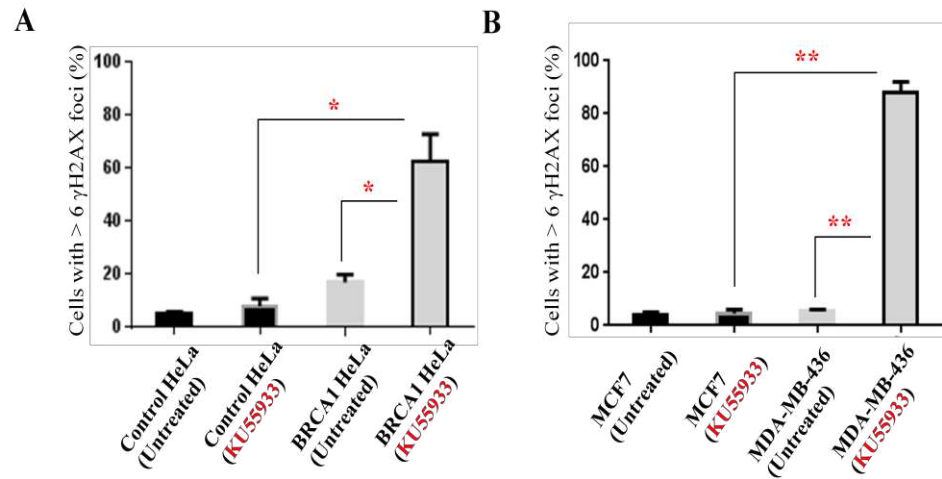 A
Cells with > 6 γH2AX foci (%)
100
80
60
40
20
0
*
*
Control HeLa
(Untreated)
Control HeLa
(KU55933)
BRCA1 HeLa
(Untreated)
BRCA1 HeLa
(KU55933)
B
Cells with > 6 γH2AX foci (%)
100
80
60
40
20
0
**
**
MCF7
(Untreated)
MCF7
(KU55933)
MDA-MB-436
(Untreated)
MDA-MB-436
(KU55933)